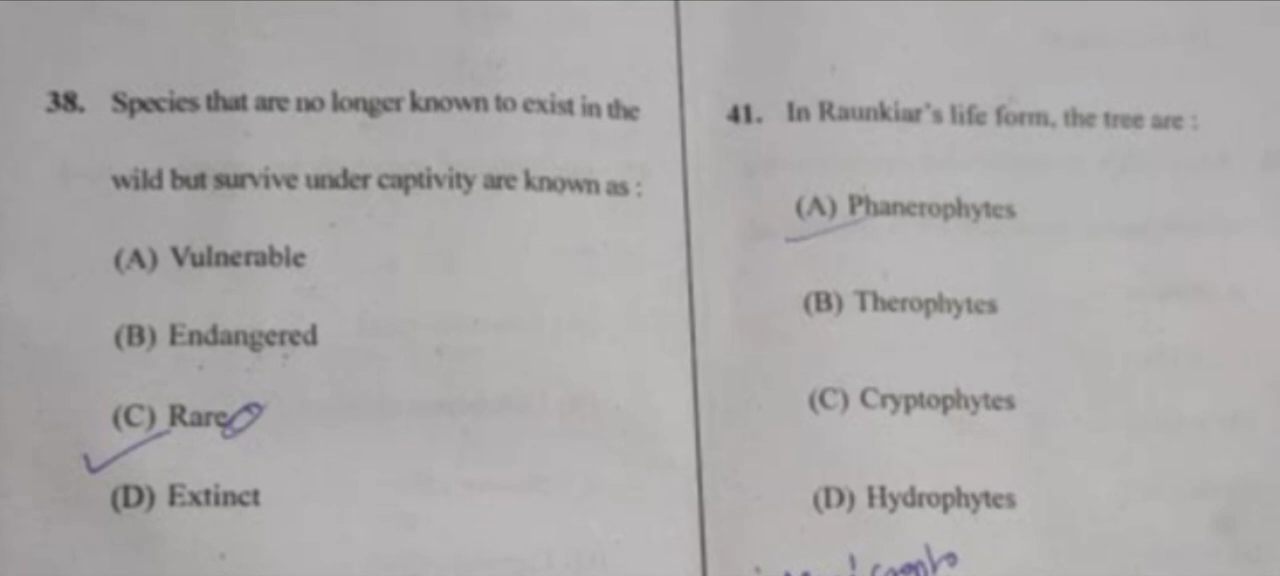 38. Species that are no longer known to exist in the
wild but survive under captivity are known as :
(A) Vulnerable
(B) Endangered
(C) Rare
(D) Extinct
41. In Raunkiar's life form, the tree are :
(A) Phanerophytes
(B) Therophytes
(C) Cryptophytes
(D) Hydrophytes